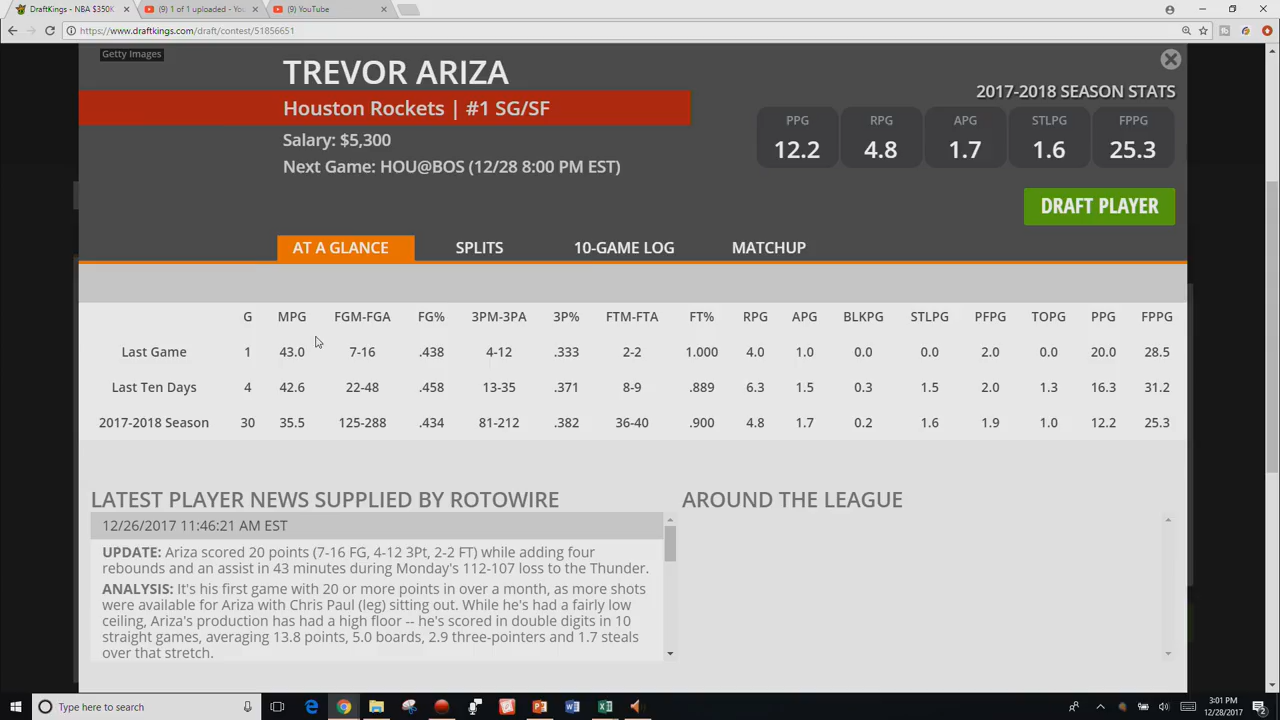 DraftKings - NBA $350K
(9) 1 of 1 uploaded - You
(9) YouTube
https://www.draftkings.com/draft/contest/51856651
Getty Images
TREVOR ARIZA
Houston Rockets | #1 SG/SF
Salary: $5,300
Next Game: HOU@BOS (12/28 8:00 PM EST)
2017-2018 SEASON STATS
PPG RPG APG STLPG FPPG
12.2 4.8 1.7 1.6 25.3
DRAFT PLAYER
AT A GLANCE SPLITS 10-GAME LOG MATCHUP
G MPG FGM-FGA FG% 3PM-3PA 3P% FTM-FTA FT% RPG APG BLKPG STLPG PFPG TOPG PPG FPPG
Last Game 1 43.0 7-16 .438 4-12 .333 2-2 1.000 4.0 1.0 0.0 0.0 2.0 0.0 20.0 28.5
Last Ten Days 4 42.6 22-48 .458 13-35 .371 8-9 .889 6.3 1.5 0.3 1.5 2.0 1.3 16.3 31.2
2017-2018 Season 30 35.5 125-288 .434 81-212 .382 36-40 .900 4.8 1.7 0.2 1.6 1.9 1.0 12.2 25.3
LATEST PLAYER NEWS SUPPLIED BY ROTOWIRE
12/26/2017 11:46:21 AM EST
UPDATE: Ariza scored 20 points (7-16 FG, 4-12 3Pt, 2-2 FT) while adding four
rebounds and an assist in 43 minutes during Monday's 112-107 loss to the Thunder.
ANALYSIS: It's his first game with 20 or more points in over a month, as more shots
were available for Ariza with Chris Paul (leg) sitting out. While he's had a fairly low
ceiling, Ariza's production has had a high floor -- he's scored in double digits in 10
straight games, averaging 13.8 points, 5.0 boards, 2.9 three-pointers and 1.7 steals
over that stretch.
AROUND THE LEAGUE
Type here to search
3:01 PM
12/28/2017